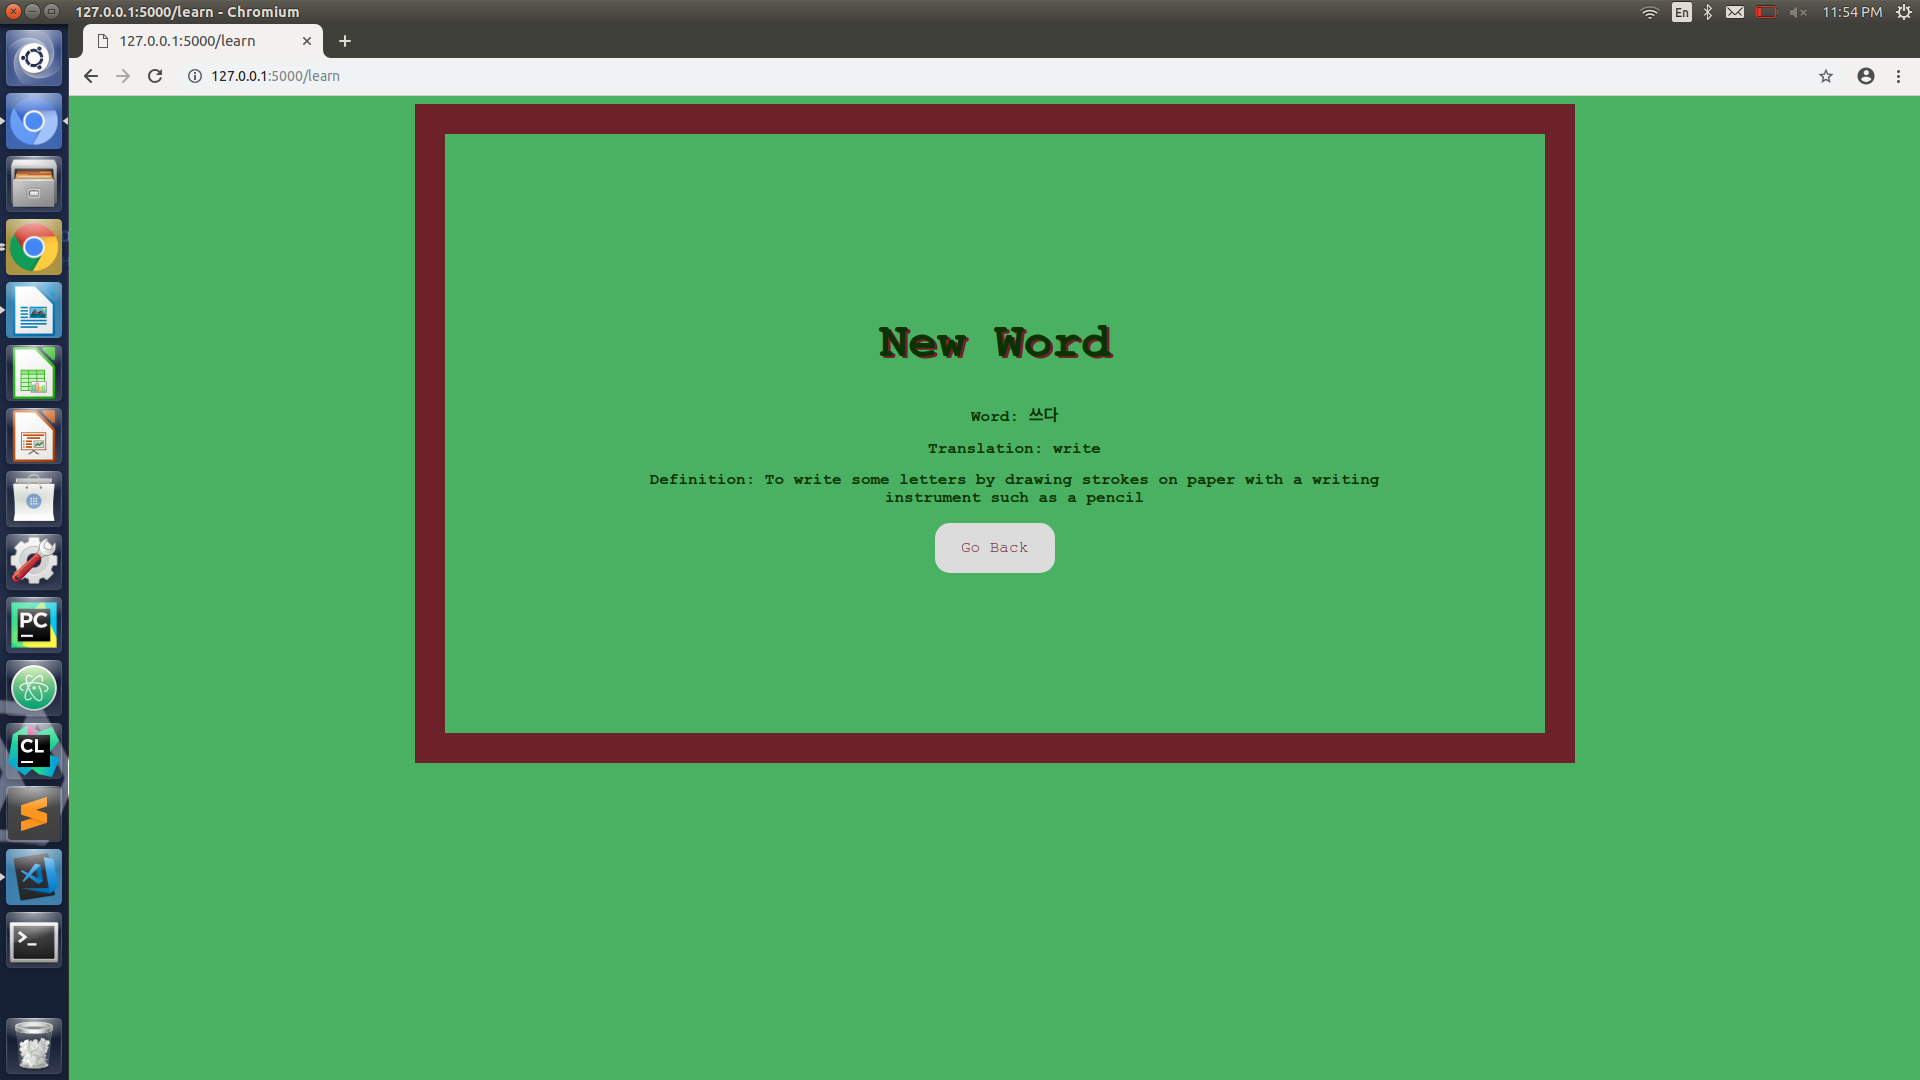 127.0.0.1:5000/learn - Chromium
En
11:54 PM
127.0.0.1:5000/learn
127.0.0.1:5000/learn
New Word
Word: 쓰다
Translation: write
Definition: To write some letters by drawing strokes on paper with a writing
instrument such as a pencil
Go Back
PC
CL
>_